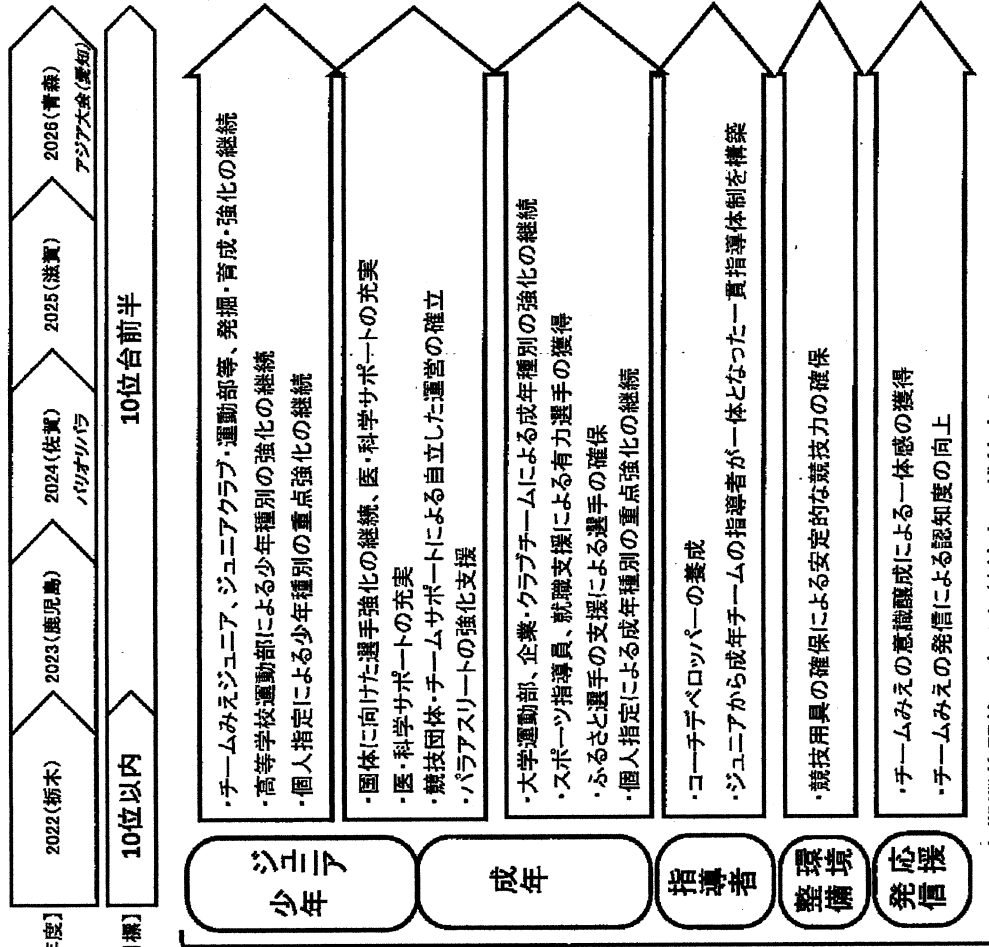 度】
2022(栃木)
2023(鹿児島)
2024(佐賀)
パリオリパラ
2025(滋賀)
2026(青森)
アジア大会(愛知)
標】
10位以内
10位台前半
ジュニア
少年
・チームみえジュニア、ジュニアクラブ・運動部等、発掘・育成・強化の継続
・高等学校運動部による少年種別の強化の継続
・個人指定による少年種別の重点強化の継続
・国体に向けた選手強化の継続、医・科学サポートの充実
・医・科学サポートの充実
・競技団体・チームサポートによる自立した運営の確立
・パラアスリートの強化支援
成年
・大学運動部、企業・クラブチームによる成年種別の強化の継続
・スポーツ指導員、就職支援による有力選手の獲得
・ふるさと選手の支援による選手の確保
・個人指定による成年種別の重点強化の継続
指導者
・コーチデベロッパーの養成
・ジュニアから成年チームの指導者が一体となった一貫指導体制を構築
環境
整備
・競技用具の確保による安定的な競技力の確保
応援
発信
・チームみえの意識醸成による一体感の獲得
・チームみえの発信による認知度の向上